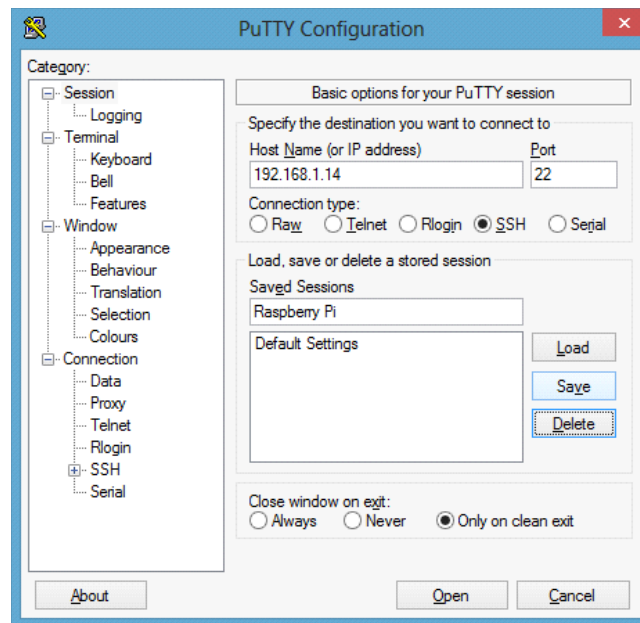 PuTTY Configuration
Category:
Session
Logging
Terminal
Keyboard
Bell
Features
Window
Appearance
Behaviour
Translation
Selection
Colours
Connection
Data
Proxy
Telnet
Rlogin
SSH
Serial
Basic options for your PuTTY session
Specify the destination you want to connect to
Host Name (or IP address) Port
192.168.1.14 22
Connection type:
Raw Telnet Rlogin SSH Serial
Load, save or delete a stored session
Saved Sessions
Raspberry Pi
Default Settings
Load
Save
Delete
Close window on exit:
Always Never Only on clean exit
About Open Cancel